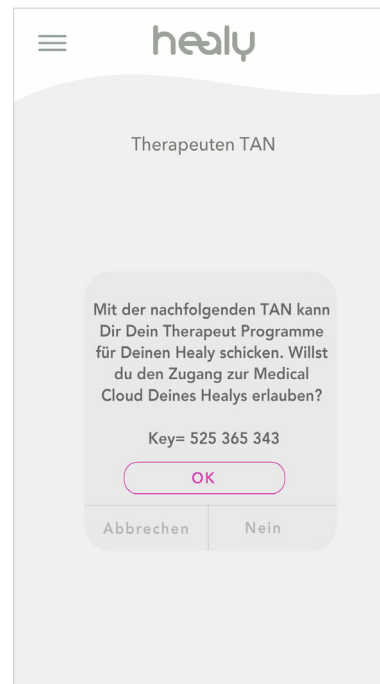 healy
Therapeuten TAN
Mit der nachfolgenden TAN kann
Dir Dein Therapeut Programme
für Deinen Healy schicken. Willst
du den Zugang zur Medical
Cloud Deines Healys erlauben?
Key= 525 365 343
OK
Abbrechen Nein